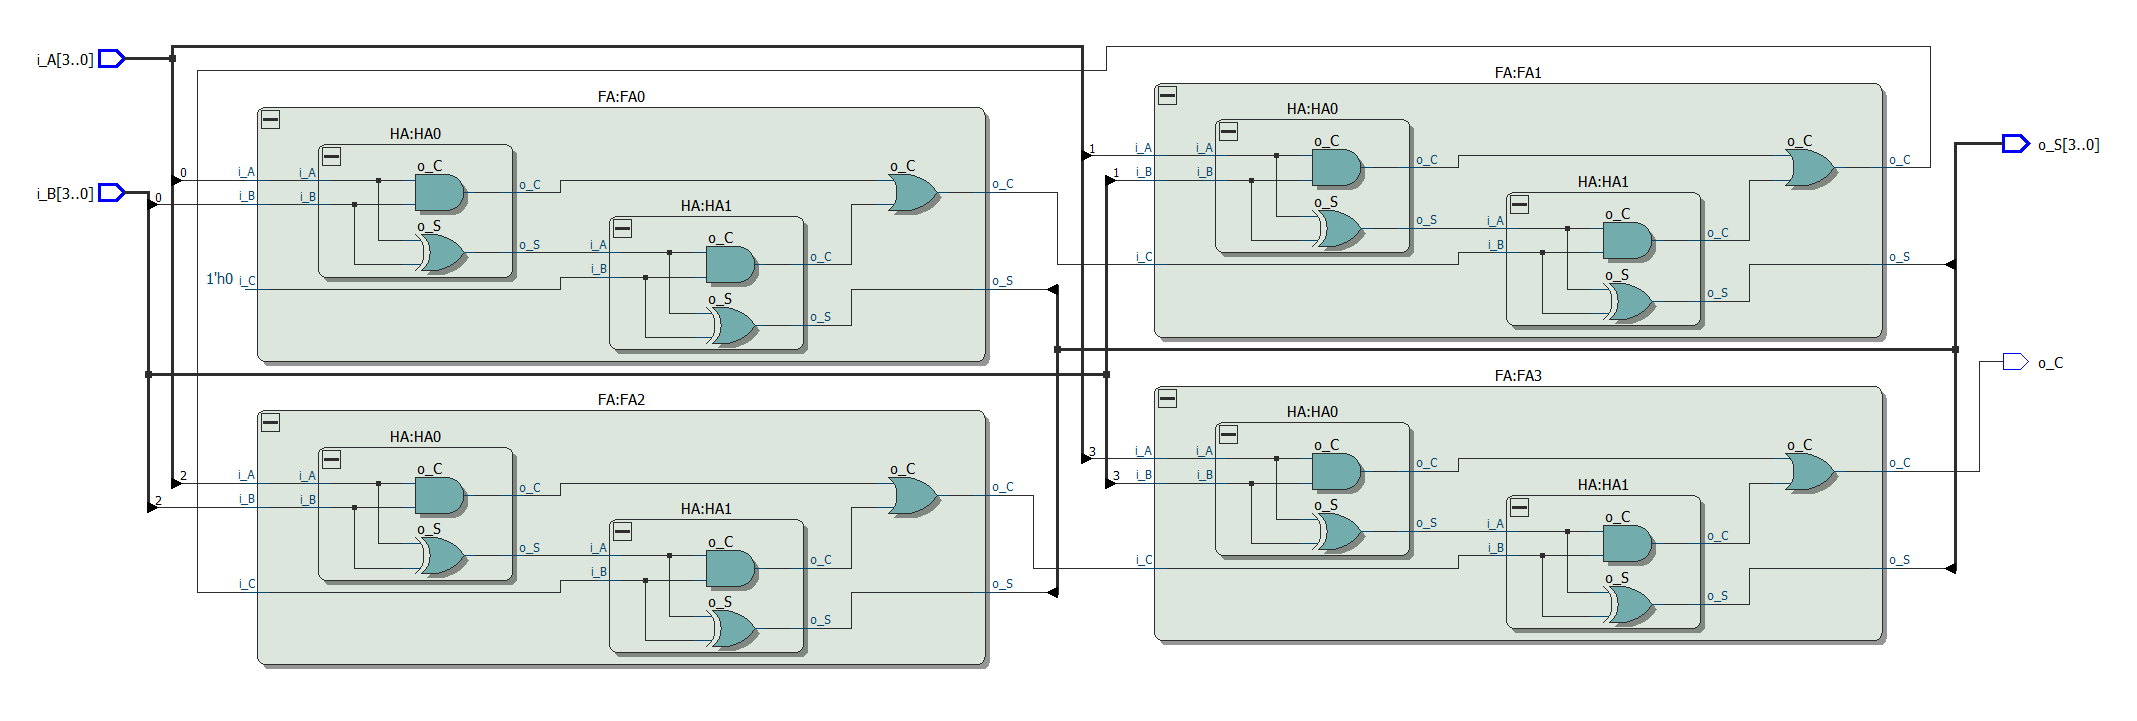 i_A[3..0]
i_B[3..0]
FA:FA0
HA:HA0
0
i_A
i_A
o_C
o_C
o_C
o_C
0
i_B
i_B
o_S
o_S
HA:HA1
i_A
o_C
o_C
i_B
1'h0
i_C
o_S
o_S
o_S
FA:FA1
HA:HA0
1
i_A
i_A
o_C
o_C
o_C
o_C
1
i_B
i_B
o_S
o_S
HA:HA1
i_A
o_C
o_C
i_B
i_C
o_S
o_S
o_S
o_S[3..0]
o_C
FA:FA2
HA:HA0
2
i_A
i_A
o_C
o_C
o_C
o_C
2
i_B
i_B
o_S
o_S
HA:HA1
i_A
o_C
o_C
i_B
i_C
o_S
o_S
o_S
FA:FA3
HA:HA0
3
i_A
i_A
o_C
o_C
o_C
o_C
3
i_B
i_B
o_S
o_S
HA:HA1
i_A
o_C
o_C
i_B
i_C
o_S
o_S
o_S